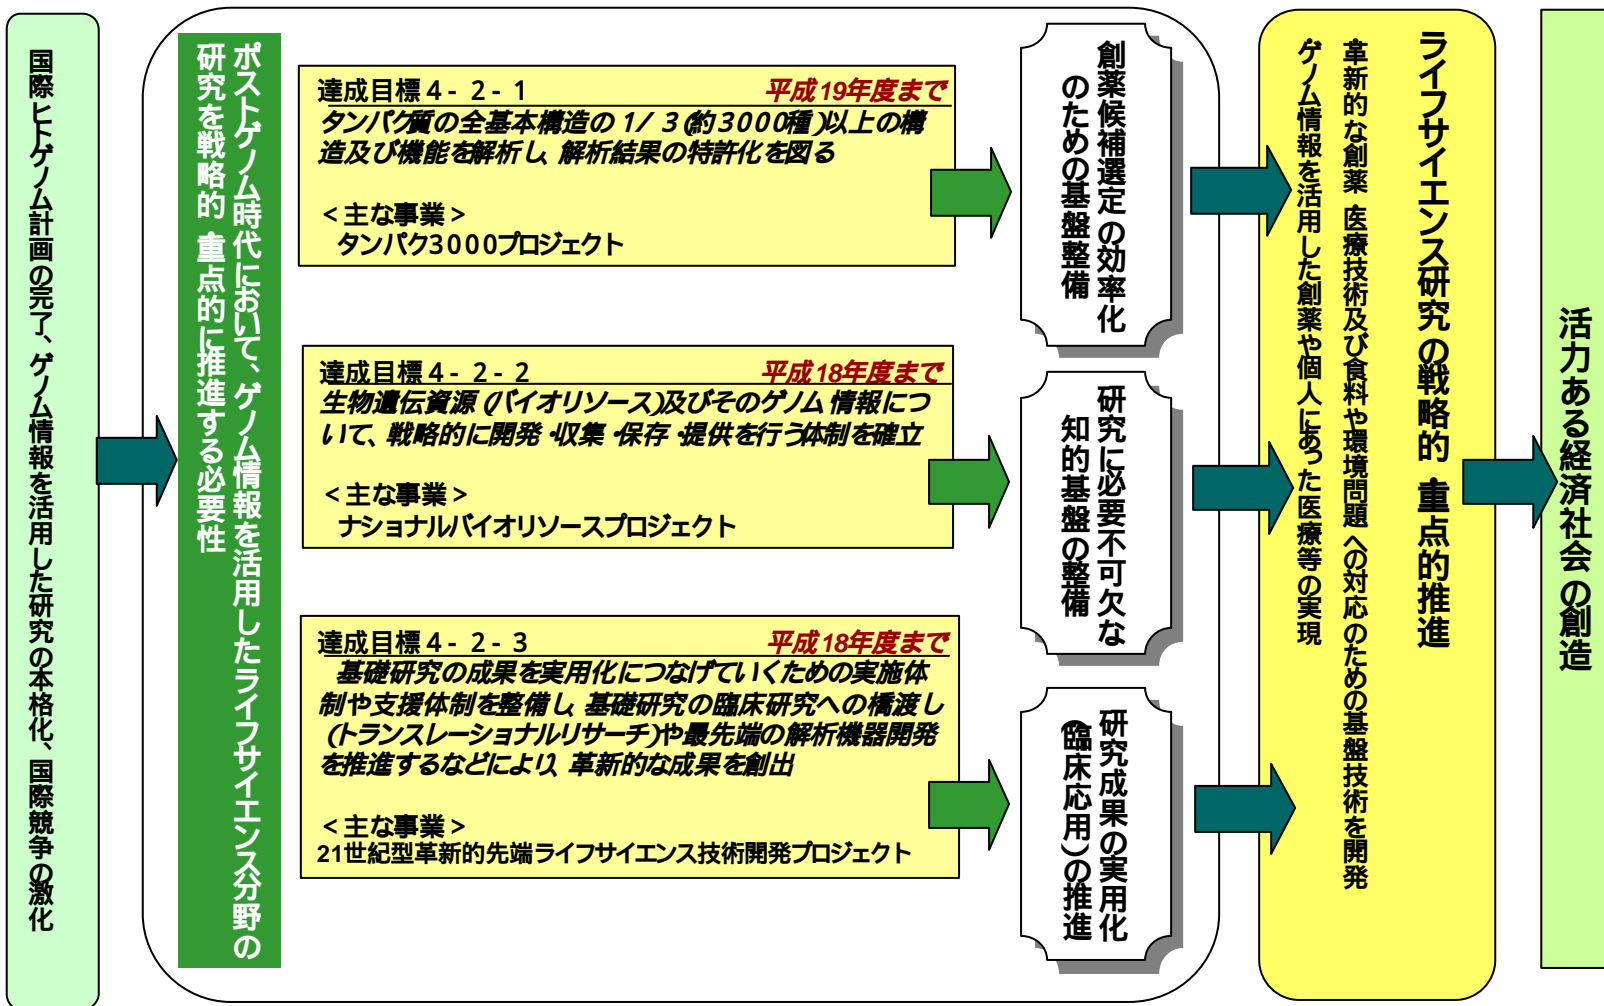 国際ヒトゲノム計画の完了、ゲノム情報を活用した研究の本格化、国際競争の激化
ポストゲノム時代において、ゲノム情報を活用したライフサイエンス分野の
研究を戦略的・重点的に推進する必要性
達成目標4-2-1 平成19年度まで
タンパク質の全基本構造の1/3(約3000種)以上の構
造及び機能を解析し、解析結果の特許化を図る
<主な事業>
タンパク3000プロジェクト
創薬候補選定の効率化
のための基盤整備
達成目標4-2-2 平成18年度まで
生物遺伝資源(バイオリソース)及びそのゲノム情報につ
いて、戦略的に開発・収集・保存・提供を行う体制を確立
<主な事業>
ナショナルバイオリソースプロジェクト
研究に必要不可欠な
知的基盤の整備
達成目標4-2-3 平成18年度まで
基礎研究の成果を実用化につなげていくための実施体
制や支援体制を整備し、基礎研究の臨床研究への橋渡し
(トランスレーショナルリサーチ)や最先端の解析機器開発
を推進するなどにより、革新的な成果を創出
<主な事業>
21世紀型革新的先端ライフサイエンス技術開発プロジェクト
研究成果の実用化
(臨床応用)の推進
ライフサイエンス研究の戦略的・重点的推進
革新的な創薬・医療技術及び食料や環境問題への対応のための基盤技術を開発
ゲノム情報を活用した創薬や個人にあった医療等の実現
活力ある経済社会の創造